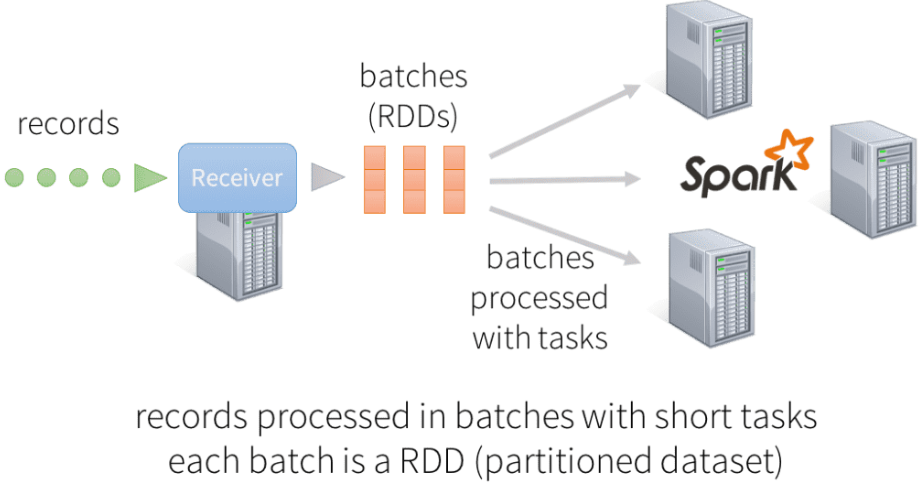 records
Receiver
batches
(RDDs)
Spark
batches
processed
with tasks
records processed in batches with short tasks
each batch is a RDD (partitioned dataset)